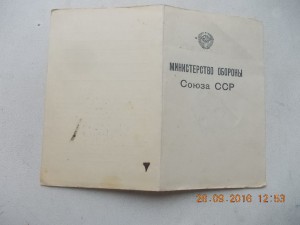 МИНИСТЕРСТВО ОБОРОНЫ
Союза ССР
28.09.2016 12:53